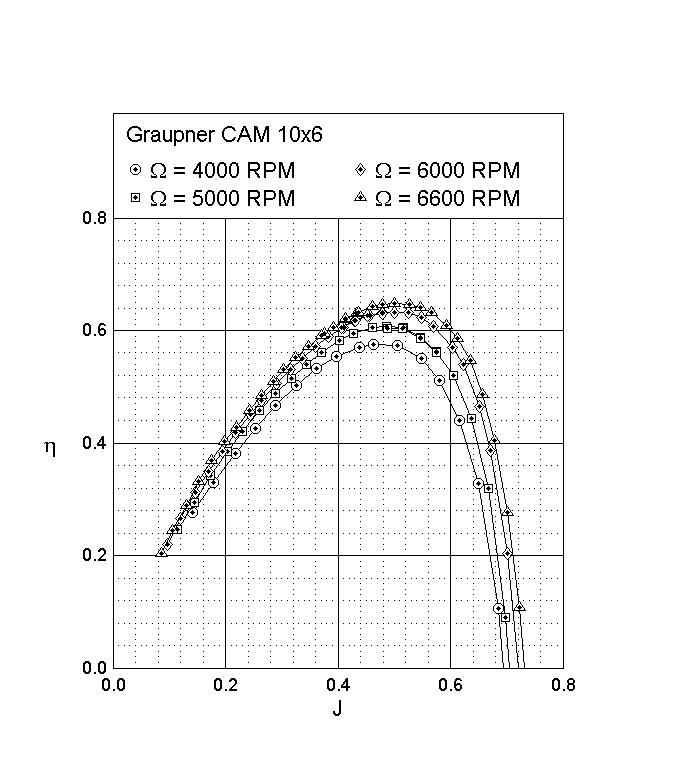 Graupner CAM 10x6
Ω = 4000 RPM Ω = 6000 RPM
Ω = 5000 RPM Ω = 6600 RPM
0.8
0.6
0.4
η
0.2
0.0
0.0 0.2 0.4 0.6 0.8
J